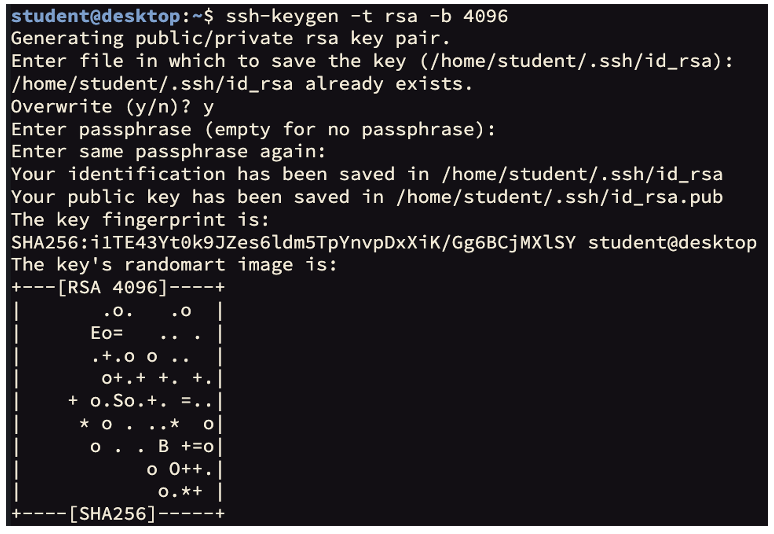 student@desktop:~$ ssh-keygen -t rsa -b 4096
Generating public/private rsa key pair.
Enter file in which to save the key (/home/student/.ssh/id_rsa):
/home/student/.ssh/id_rsa already exists.
Overwrite (y/n)? y
Enter passphrase (empty for no passphrase):
Enter same passphrase again:
Your identification has been saved in /home/student/.ssh/id_rsa
Your public key has been saved in /home/student/.ssh/id_rsa.pub
The key fingerprint is:
SHA256:i1TE43Yt0k9JZes6ldm5TpYnvpDxXiK/Gg6BCjMXlSY student@desktop
The key's randomart image is:
+---[RSA 4096]----+
|       .o.   .o  |
|      Eo=   .. . |
|      .+.o o ..  |
|       o+.+ +. +.|
|    + o.So.+. =..|
|     * o . ..*  o|
|      o . . B +=o|
|           o O++.|
|            o.*+ |
+----[SHA256]-----+